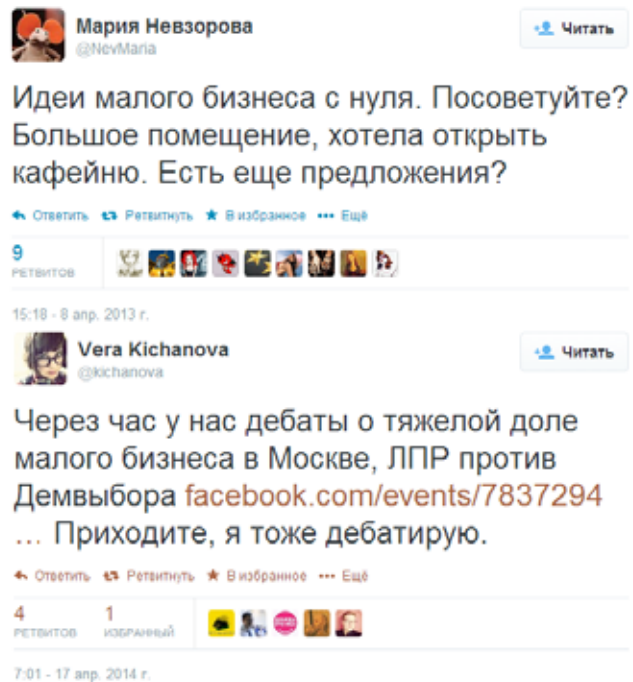 Мария Невзорова
@NevMaria
Читать
Идеи малого бизнеса с нуля. Посоветуйте?
Большое помещение, хотела открыть
кафейню. Есть еще предложения?
Ответить Ретвитнуть В избранное ••• Ещё
9
РЕТВИТОВ
15:18 - 8 апр. 2013 г.
Vera Kichanova
@kichanova
Читать
Через час у нас дебаты о тяжелой доле
малого бизнеса в Москве, ЛПР против
Демвыбора facebook.com/events/7837294
... Приходите, я тоже дебатирую.
Ответить Ретвитнуть В избранное ••• Ещё
4 1
РЕТВИТОВ ИЗБРАННЫЙ
7:01 - 17 апр. 2014 г.